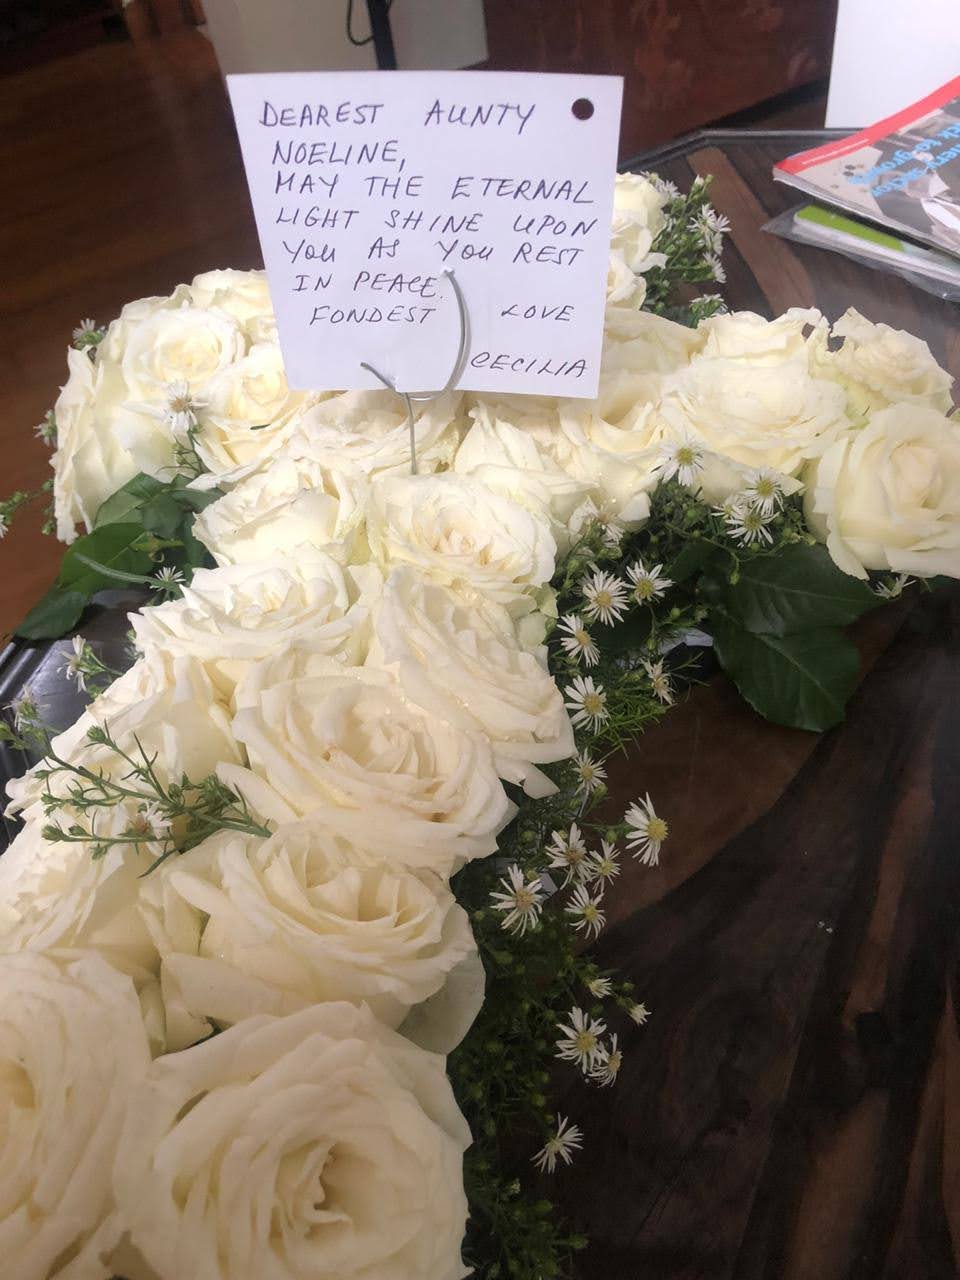 DEAREST AUNTY
NOELINE,
MAY THE ETERNAL
LIGHT SHINE UPON
YOU AS YOU REST
IN PEACE.
FONDEST LOVE
CECILIA